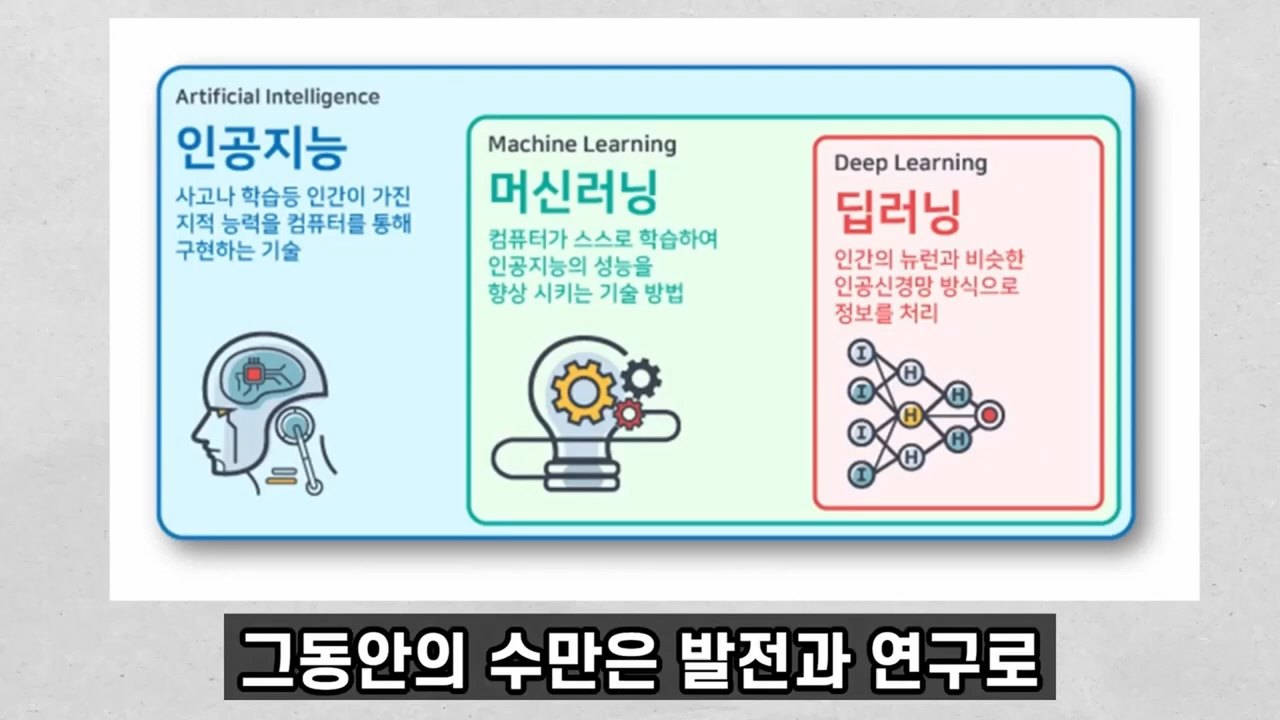 Artificial Intelligence
인공지능
사고나 학습등 인간이 가진
지적 능력을 컴퓨터를 통해
구현하는 기술
Machine Learning
머신러닝
컴퓨터가 스스로 학습하여
인공지능의 성능을
향상 시키는 기술 방법
Deep Learning
딥러닝
인간의 뉴런과 비슷한
인공신경망 방식으로
정보를 처리
I
H
I
H
H
I
H
H
I
그동안의 수만은 발전과 연구로